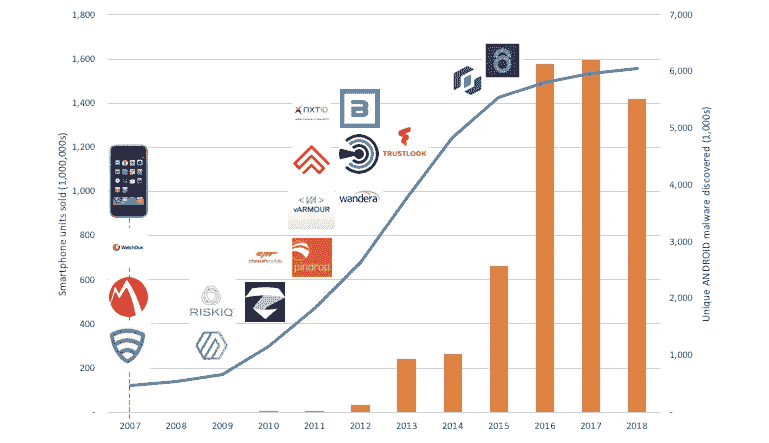 1,800
1,600
1,400
1,200
1,000
800
600
400
200
-
Smartphone units sold (1,000,000s)
WatchDox
RISKIQ
NXTID
vARMOUR
pindrop
B
wandera
TRUSTLOOK
7,000
6,000
5,000
4,000
3,000
2,000
1,000
-
Unique ANDROID malware discovered (1,000s)
2007 2008 2009 2010 2011 2012 2013 2014 2015 2016 2017 2018